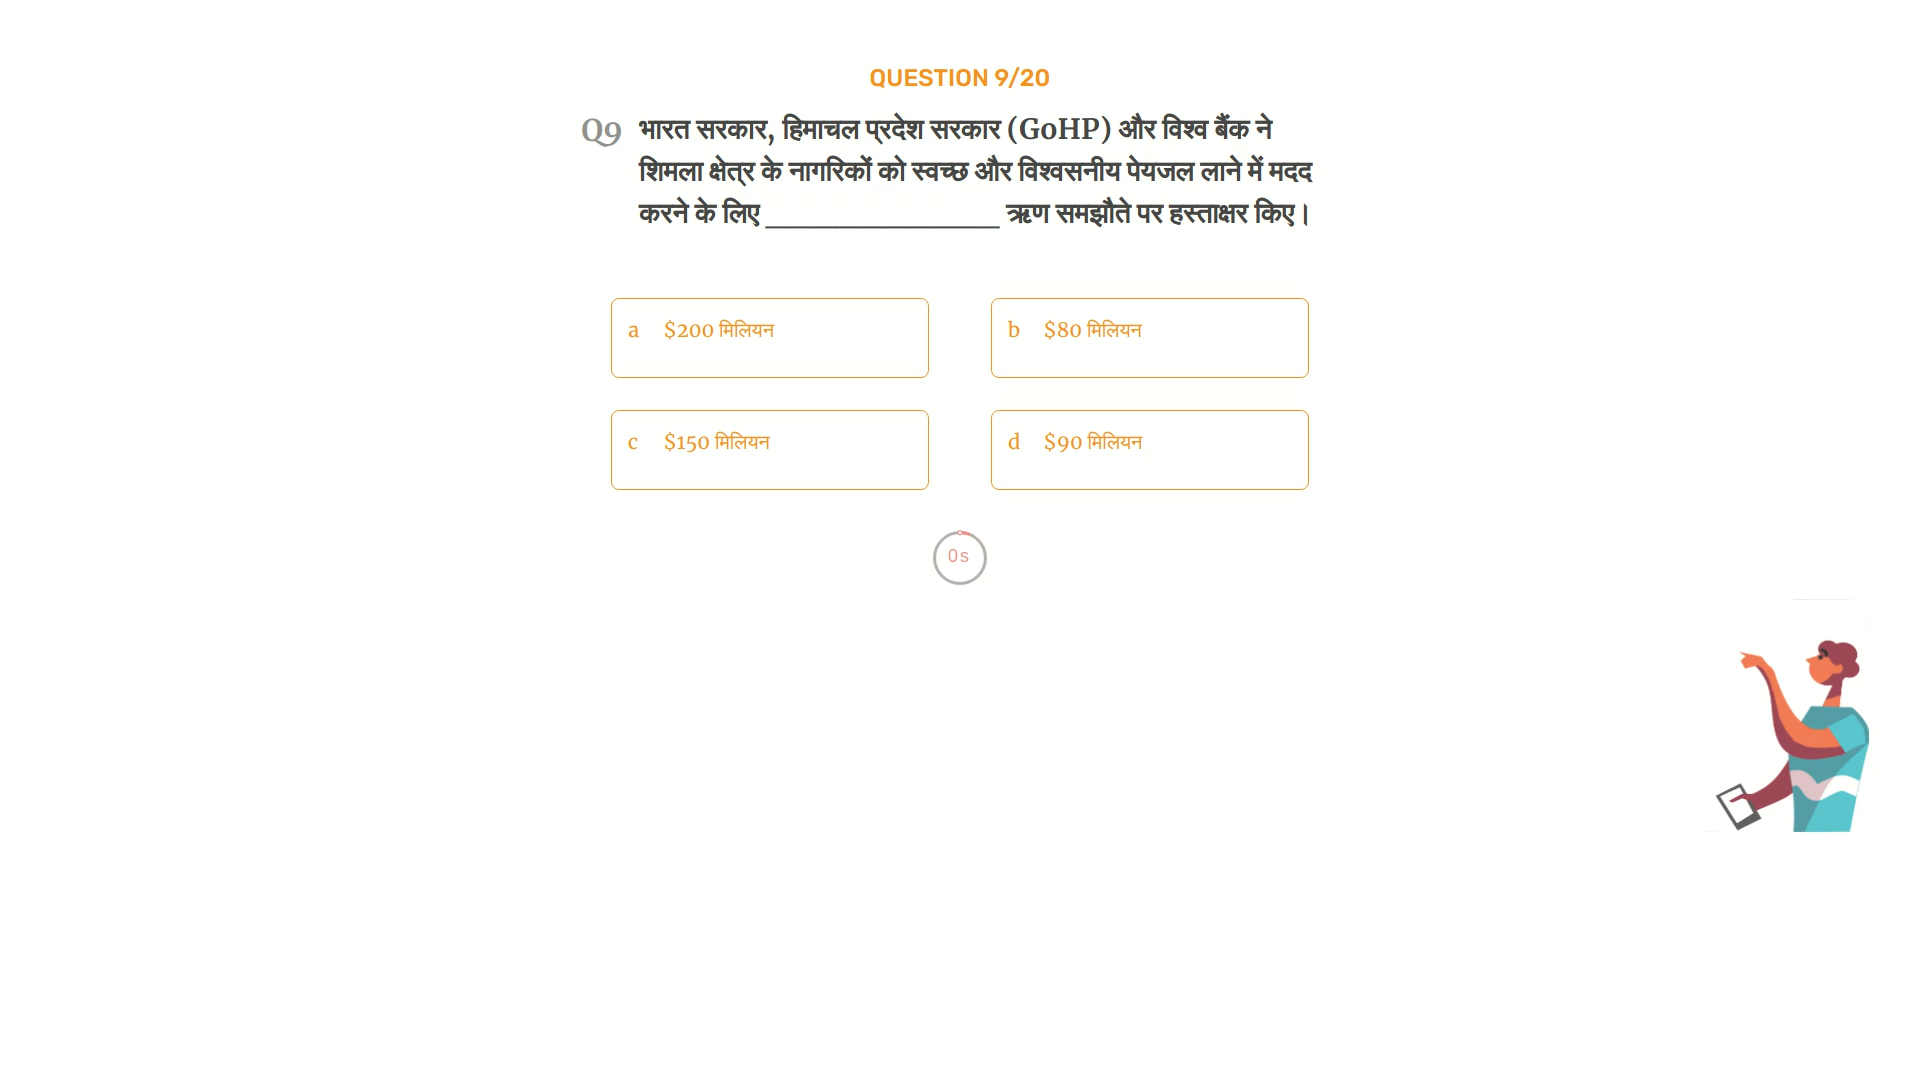 QUESTION 9/20
Q9 भारत सरकार, हिमाचल प्रदेश सरकार (GoHP) और विश्व बैंक ने
शिमला क्षेत्र के नागरिकों को स्वच्छ और विश्वसनीय पेयजल लाने में मदद
करने के लिए __________________ ऋण समझौते पर हस्ताक्षर किए।
a $200 मिलियन
b $80 मिलियन
c $150 मिलियन
d $90 मिलियन
0s